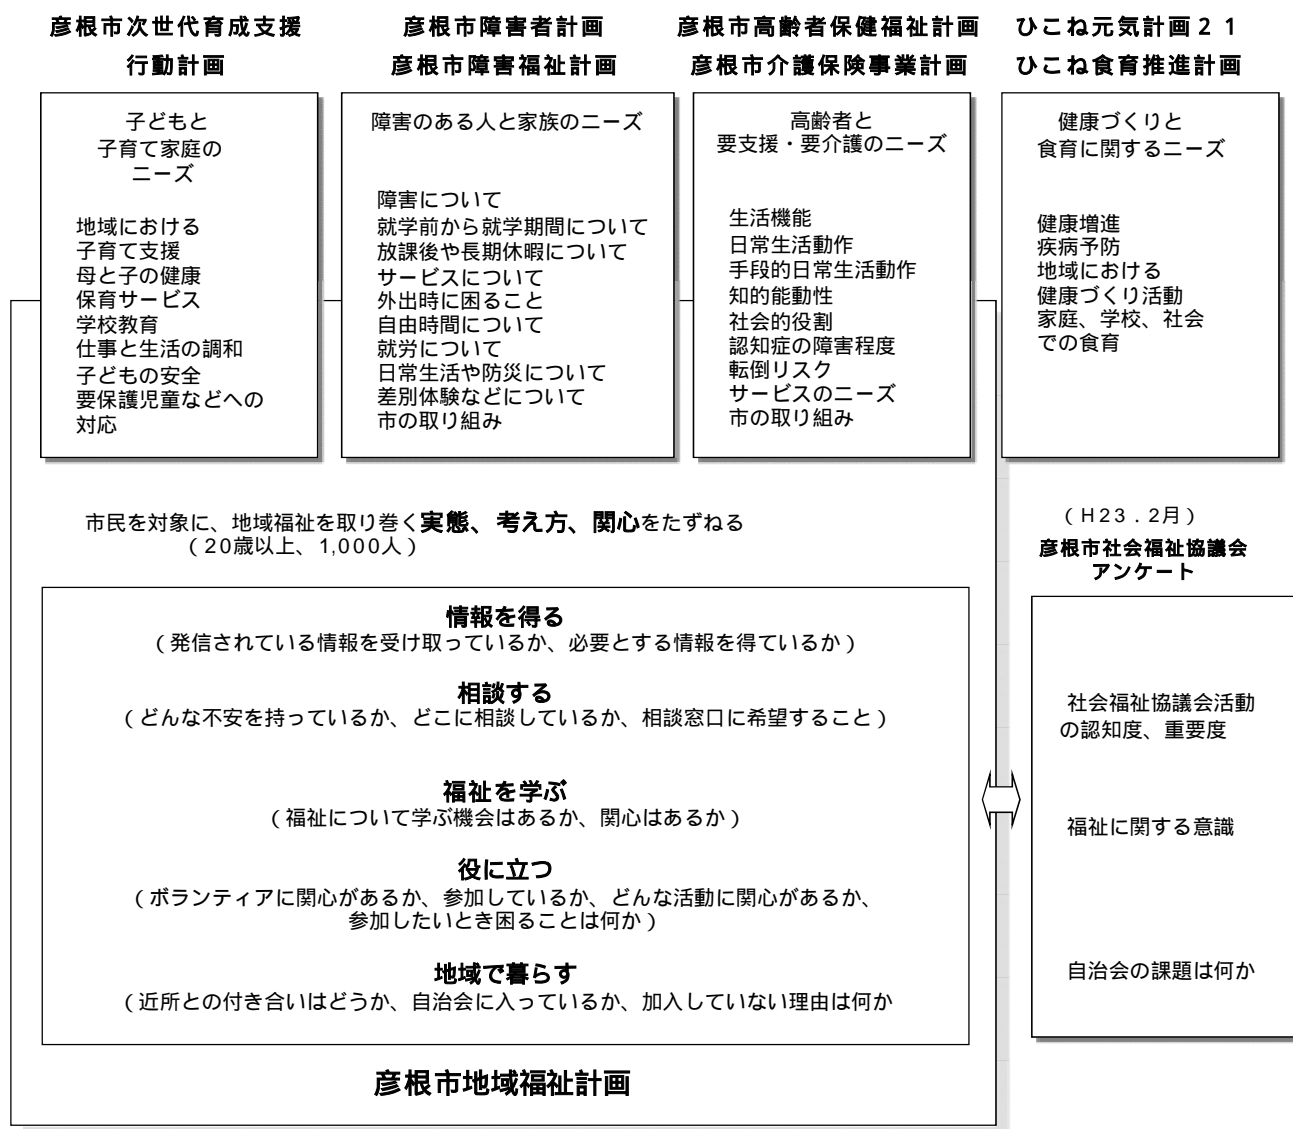 彦根市次世代育成支援
行動計画
子どもと
子育て家庭の
ニーズ
地域における
子育て支援
母と子の健康
保育サービス
学校教育
仕事と生活の調和
子どもの安全
要保護児童などへの
対応
彦根市障害者計画
彦根市障害福祉計画
障害のある人と家族のニーズ
障害について
就学前から就学期間について
放課後や長期休暇について
サービスについて
外出時に困ること
自由時間について
就労について
日常生活や防災について
差別体験などについて
市の取り組み
彦根市高齢者保健福祉計画
彦根市介護保険事業計画
高齢者と
要支援・要介護のニーズ
生活機能
日常生活動作
手段的日常生活動作
知的能動性
社会的役割
認知症の障害程度
転倒リスク
サービスのニーズ
市の取り組み
ひこね元気計画２１
ひこね食育推進計画
健康づくりと
食育に関するニーズ
健康増進
疾病予防
地域における
健康づくり活動
家庭、学校、社会
での食育
市民を対象に、地域福祉を取り巻く実態、考え方、関心をたずねる
（20歳以上、1,000人）
情報を得る
（発信されている情報を受け取っているか、必要とする情報を得ているか）
相談する
（どんな不安を持っているか、どこに相談しているか、相談窓口に希望すること）
福祉を学ぶ
（福祉について学ぶ機会はあるか、関心はあるか）
役に立つ
（ボランティアに関心があるか、参加しているか、どんな活動に関心があるか、
参加したいとき困ることは何か）
地域で暮らす
（近所との付き合いはどうか、自治会に入っているか、加入していない理由は何か
彦根市地域福祉計画
（H23．2月）
彦根市社会福祉協議会
アンケート
社会福祉協議会活動
の認知度、重要度
福祉に関する意識
自治会の課題は何か